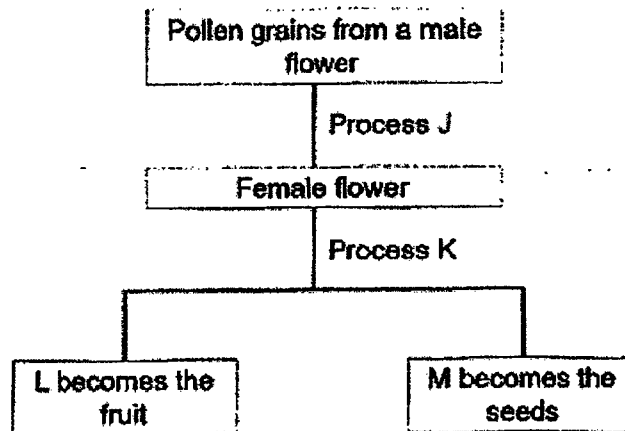 Pollen grains from a male
flower
Process J
Female flower
Process K
L becomes the
fruit
M becomes the
seeds